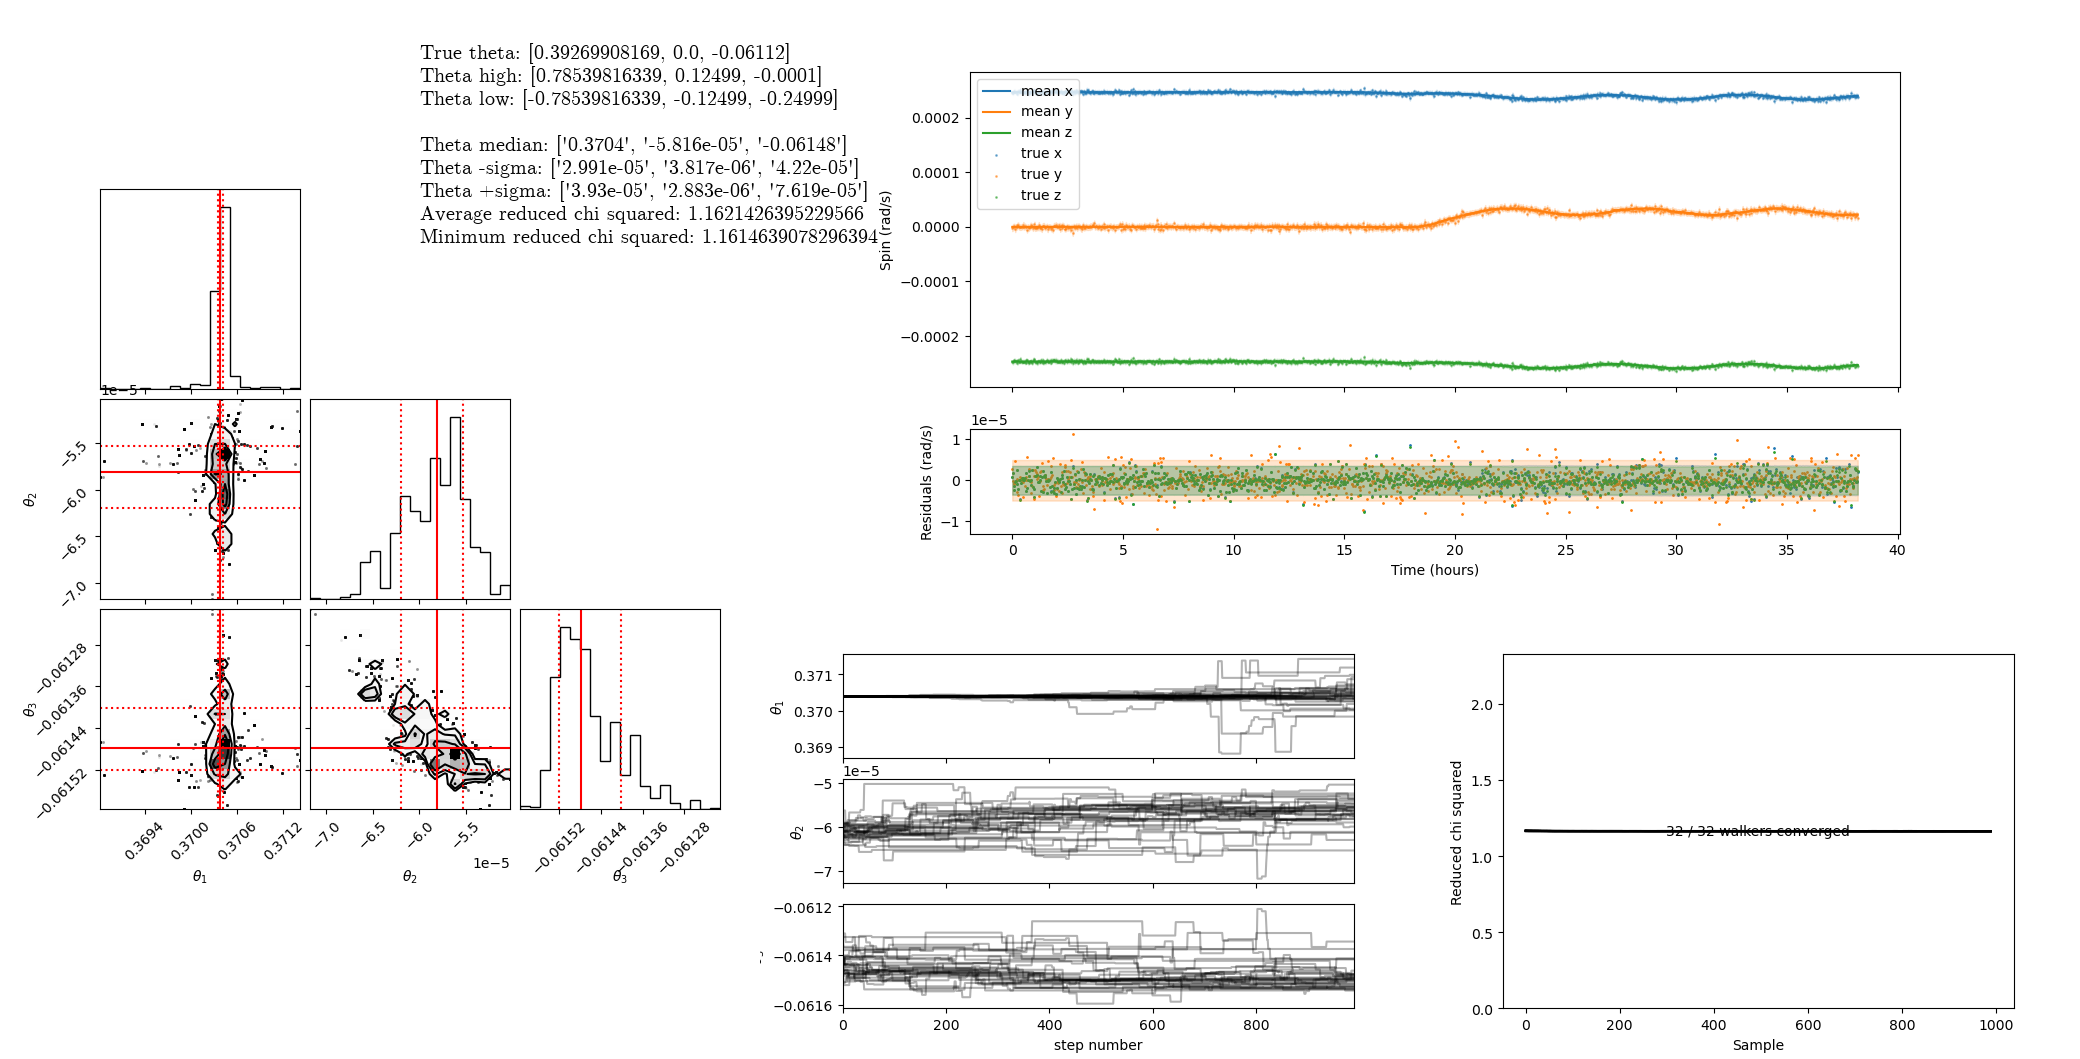 True theta: [0.39269908169, 0.0, -0.06112]
Theta high: [0.78539816339, 0.12499, -0.0001]
Theta low: [-0.78539816339, -0.12499, -0.24999]
Theta median: ['0.3704', '-5.816e-05', '-0.06148']
Theta -sigma: ['2.991e-05', '3.817e-06', '4.22e-05']
Theta +sigma: ['3.93e-05', '2.883e-06', '7.619e-05']
Average reduced chi squared: 1.1621426395229566
Minimum reduced chi squared: 1.1614639078296394
mean x
mean y
mean z
true x
true y
true z
Spin (rad/s)
0.0002
0.0001
0.0000
−0.0001
−0.0002
1e−5
Residuals (rad/s)
1
0
−1
0 5 10 15 20 25 30 35 40
Time (hours)
1e−5
θ2
−5.5
−6.0
−6.5
−7.0
θ3
−0.06128
−0.06136
−0.06144
−0.06152
0.3694 0.3700 0.3706 0.3712
θ1
−7.0 −6.5 −6.0 −5.5
1e−5
θ2
−0.06152 −0.06144 −0.06136 −0.06128
θ3
θ1
0.371
0.370
0.369
1e−5
θ2
−5
−6
−7
−0.0612
−0.0614
−0.0616
0 200 400 600 800
step number
Reduced chi squared
2.0
1.5
1.0
0.5
0.0
32 / 32 walkers converged
0 200 400 600 800 1000
Sample